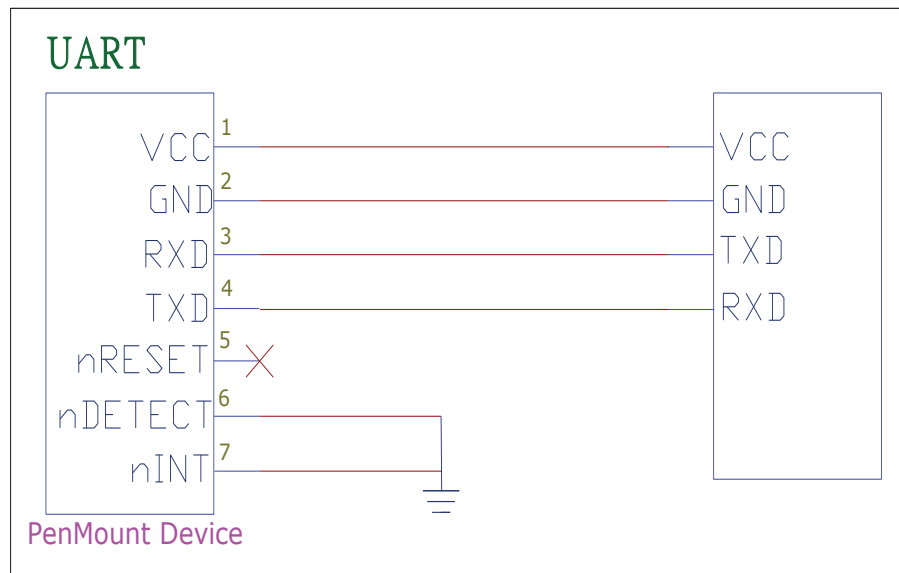 UART
1
VCC VCC
2
GND GND
3
RXD TXD
4
TXD RXD
5
nRESET
6
nDETECT
7
nINT
PenMount Device